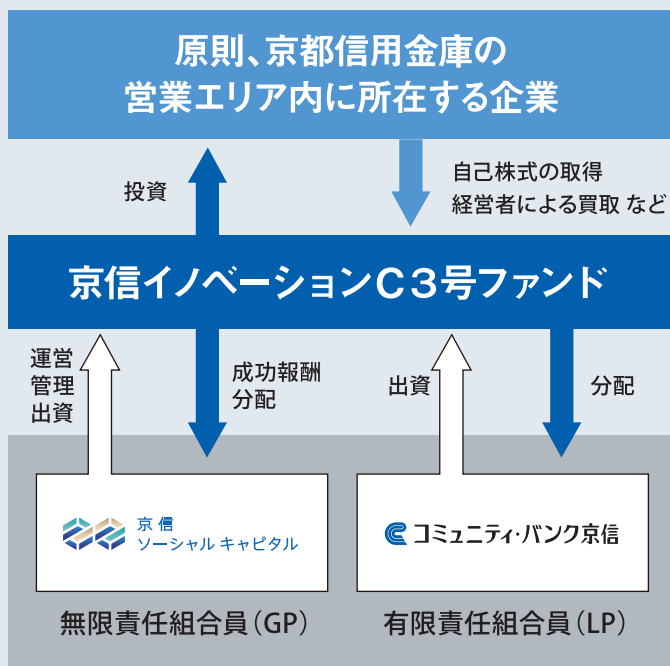 原則、京都信用金庫の
営業エリア内に所在する企業
投資
自己株式の取得
経営者による買取 など
京信イノベーションC3号ファンド
運営
管理
出資
成功報酬
分配
出資
分配
京信
ソーシャル キャピタル
コミュニティ・バンク京信
無限責任組合員(GP)
有限責任組合員(LP)